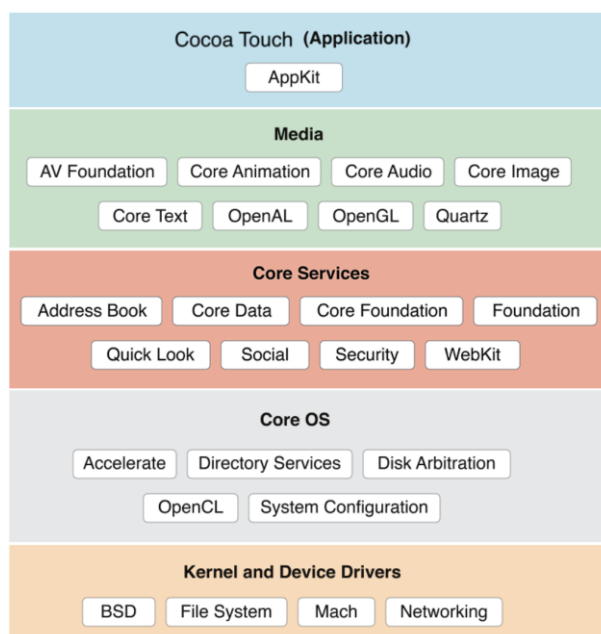 Cocoa Touch (Application)
AppKit
Media
AV Foundation Core Animation Core Audio Core Image
Core Text OpenAL OpenGL Quartz
Core Services
Address Book Core Data Core Foundation Foundation
Quick Look Social Security WebKit
Core OS
Accelerate Directory Services Disk Arbitration
OpenCL System Configuration
Kernel and Device Drivers
BSD File System Mach Networking